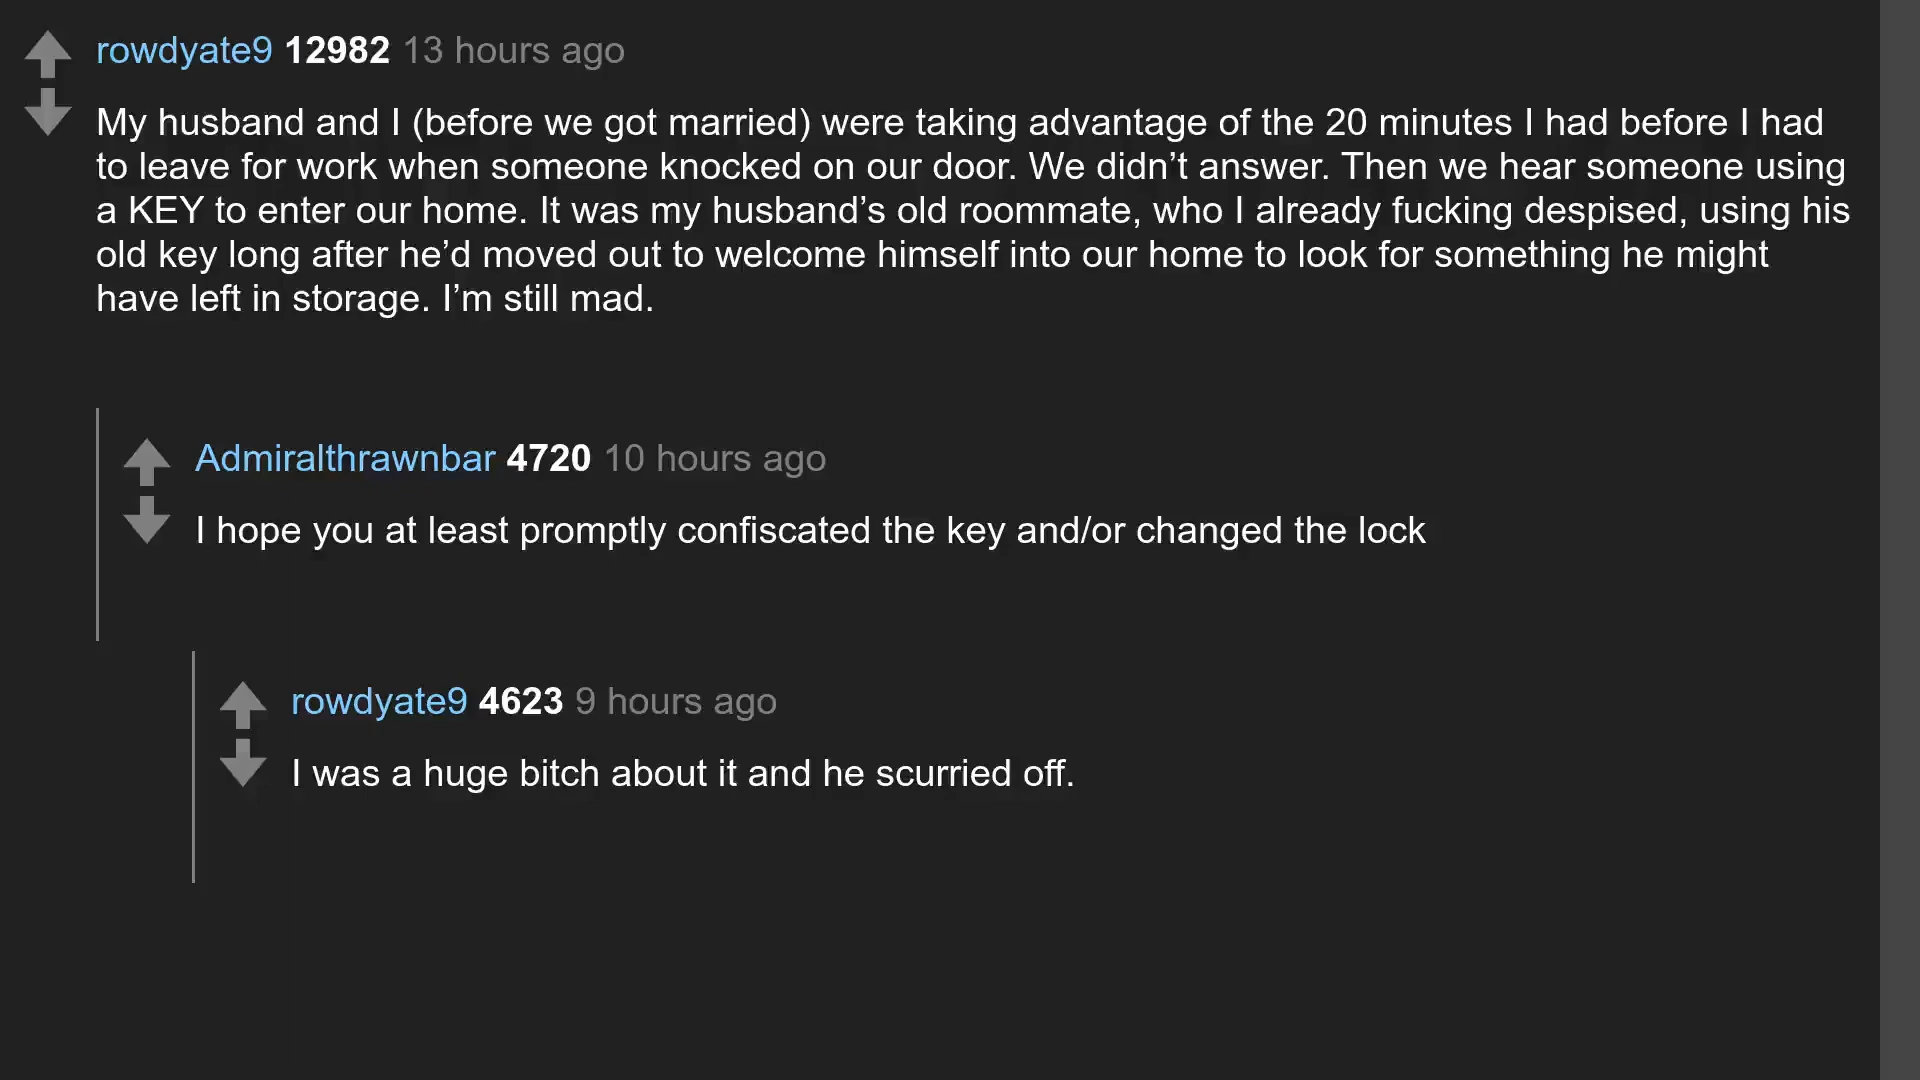 rowdyate9 12982 13 hours ago
My husband and I (before we got married) were taking advantage of the 20 minutes I had before I had
to leave for work when someone knocked on our door. We didn’t answer. Then we hear someone using
a KEY to enter our home. It was my husband’s old roommate, who I already fucking despised, using his
old key long after he’d moved out to welcome himself into our home to look for something he might
have left in storage. I’m still mad.
Admiralthrawnbar 4720 10 hours ago
I hope you at least promptly confiscated the key and/or changed the lock
rowdyate9 4623 9 hours ago
I was a huge bitch about it and he scurried off.